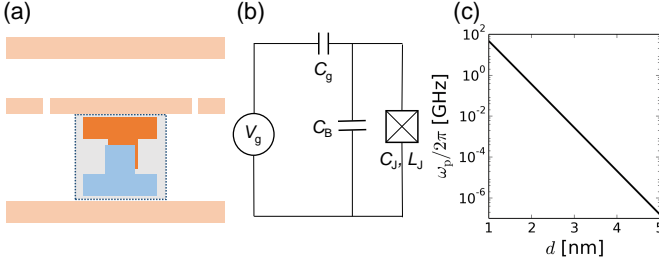 (a)
(b)
(c)
C_g
V_g
C_B
C_J, L_J
10^2
10^0
10^-2
10^-4
10^-6
ω_p/2π [GHz]
1 2 3 4 5
d [nm]